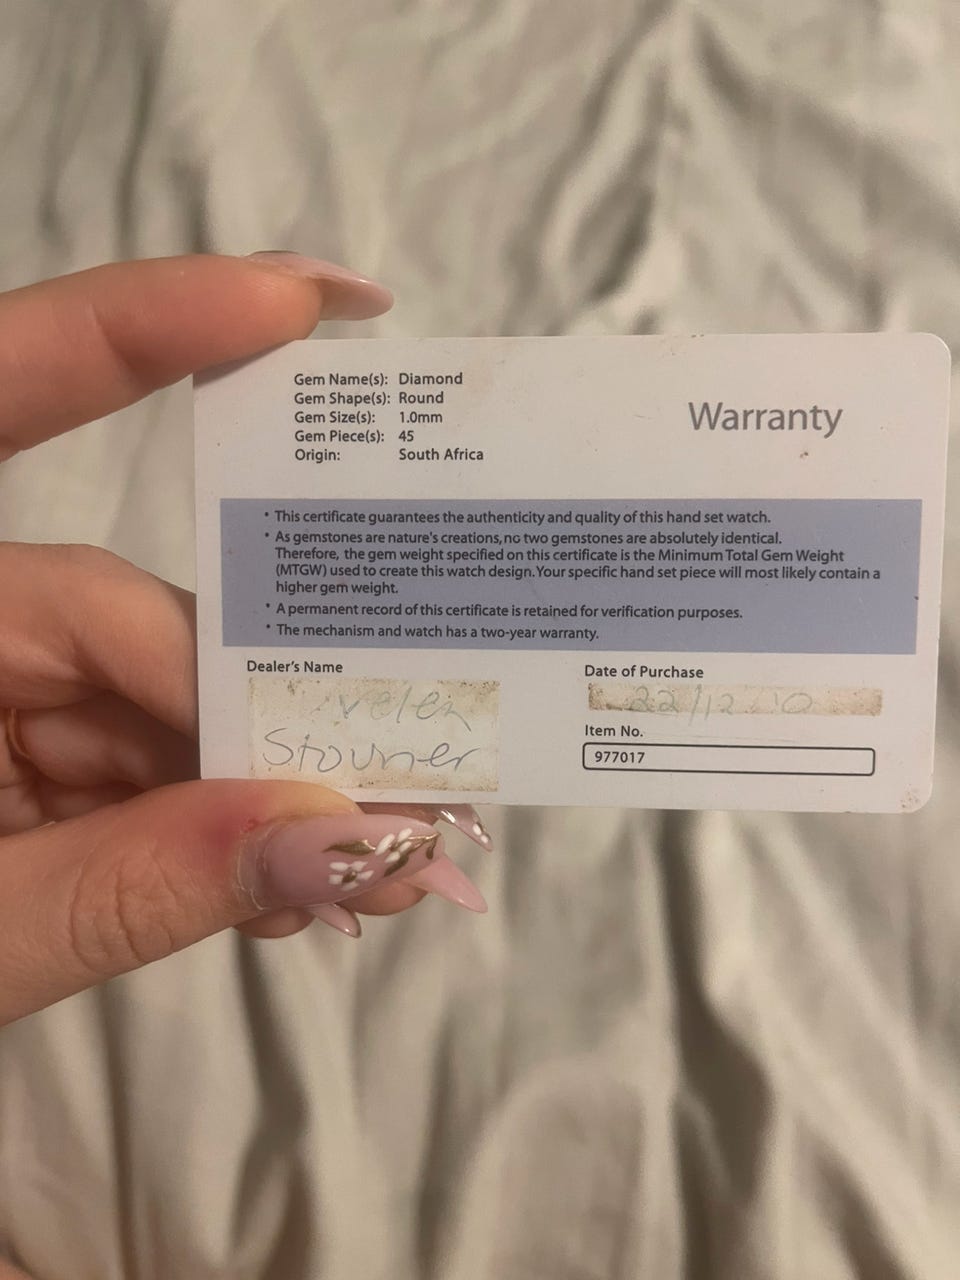 Gem Name(s): Diamond
Gem Shape(s): Round
Gem Size(s): 1.0mm
Gem Piece(s): 45
Origin: South Africa
Warranty
• This certificate guarantees the authenticity and quality of this hand set watch.
• As gemstones are nature's creations, no two gemstones are absolutely identical.
Therefore, the gem weight specified on this certificate is the Minimum Total Gem Weight
(MTGW) used to create this watch design. Your specific hand set piece will most likely contain a
higher gem weight.
• A permanent record of this certificate is retained for verification purposes.
• The mechanism and watch has a two-year warranty.
Dealer's Name
Date of Purchase
22/12 10
Item No.
977017